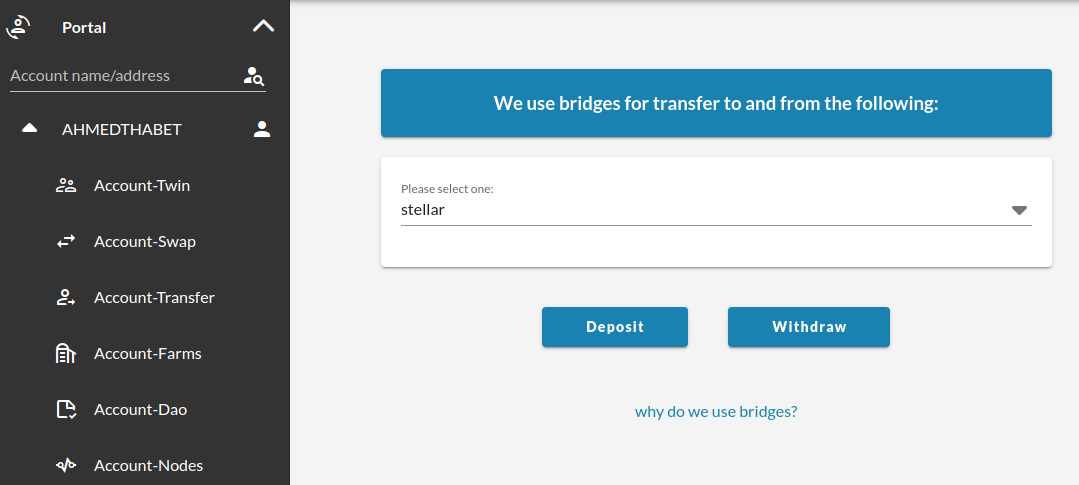 Portal
Account name/address
AHMEDTHABET
Account-Twin
Account-Swap
Account-Transfer
Account-Farms
Account-Dao
Account-Nodes
We use bridges for transfer to and from the following:
Please select one:
stellar
Deposit
Withdraw
why do we use bridges?